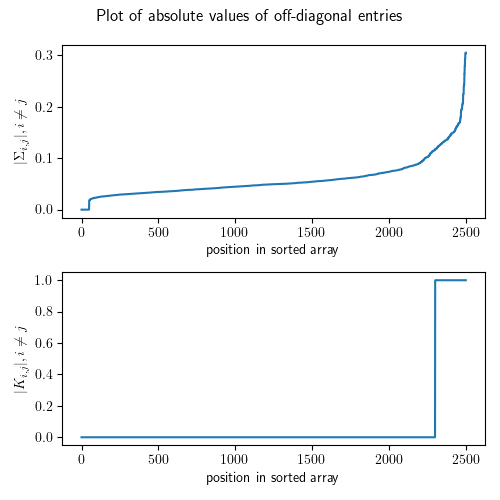 Plot of absolute values of off-diagonal entries
0.3
0.2
0.1
0.0
|Σ_{i,j}|, i ≠ j
0 500 1000 1500 2000 2500
position in sorted array
1.0
0.8
0.6
0.4
0.2
0.0
|K_{i,j}|, i ≠ j
0 500 1000 1500 2000 2500
position in sorted array